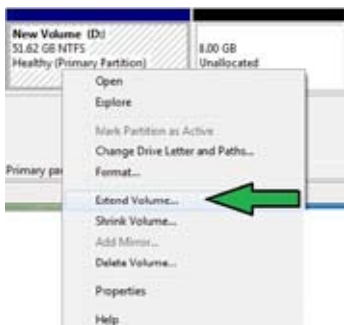 New Volume (D:)
51.62 GB NTFS
Healthy (Primary Partition)
8.00 GB
Unallocated
Open
Explore
Mark Partition as Active
Change Drive Letter and Paths...
Format...
Primary pa
Extend Volume...
Shrink Volume...
Add Mirror...
Delete Volume...
Properties
Help